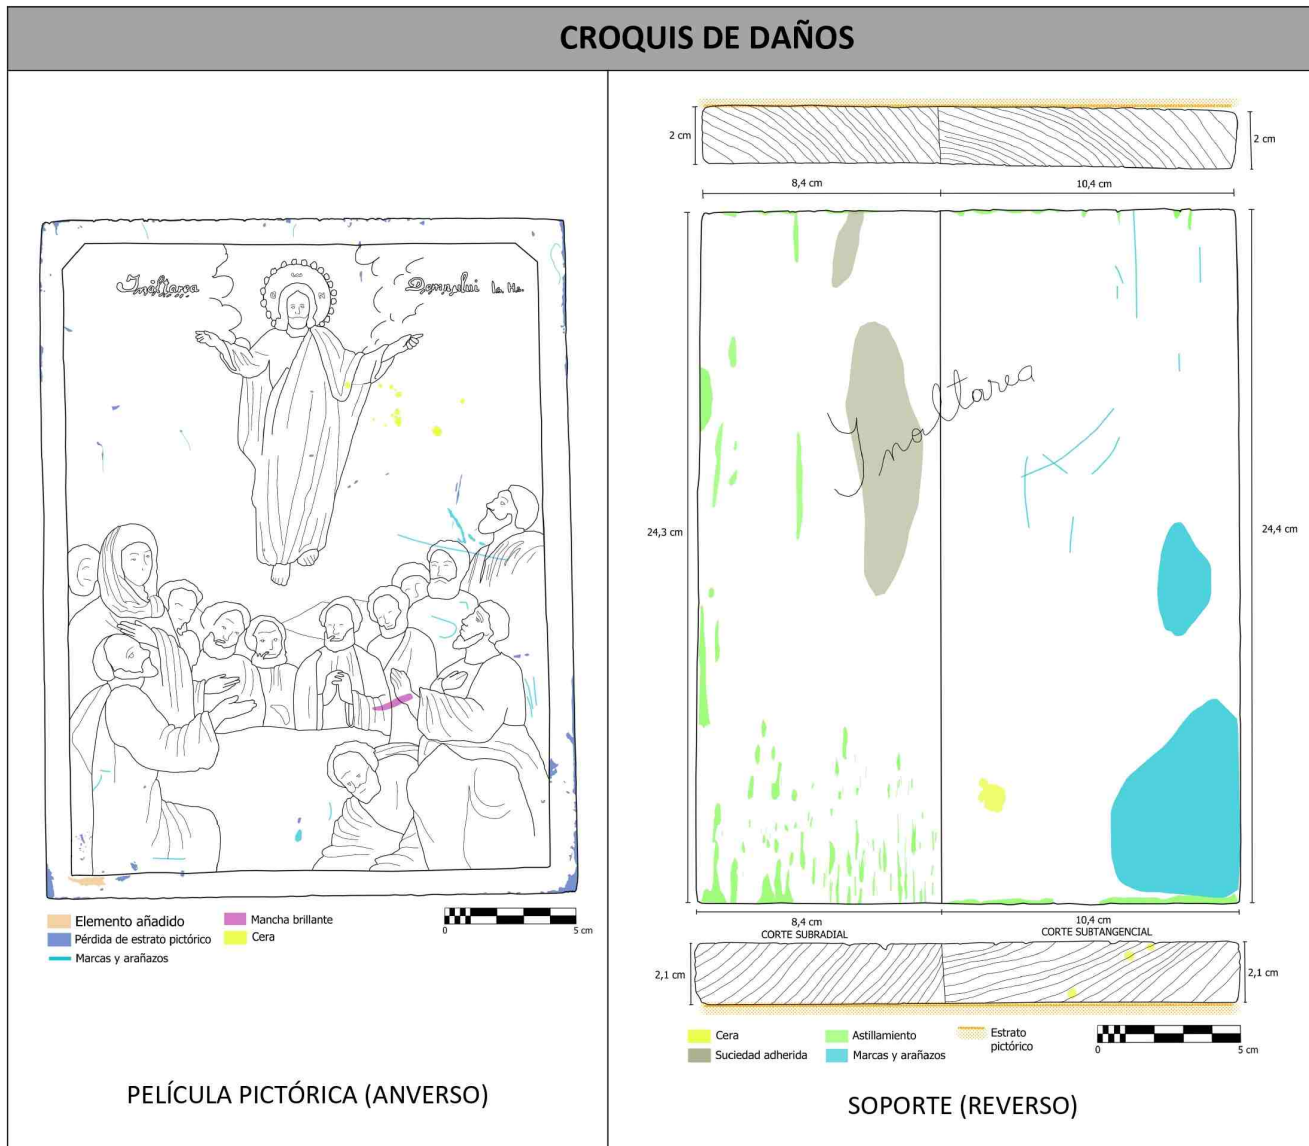 CROQUIS DE DAÑOS
Inăltarea
Domnului
5 cm
0
Elemento añadido
Pérdida de estrato pictórico
Marcas y arañazos
Mancha brillante
Cera
PELÍCULA PICTÓRICA (ANVERSO)
2 cm
2 cm
8,4 cm
10,4 cm
Ynaltarea
24,3 cm
24,4 cm
8,4 cm
10,4 cm
CORTE SUBRADIAL
CORTE SUBTANGENCIAL
2,1 cm
2,1 cm
Cera
Suciedad adherida
Astillamiento
Marcas y arañazos
Estrato
pictórico
0
5 cm
SOPORTE (REVERSO)